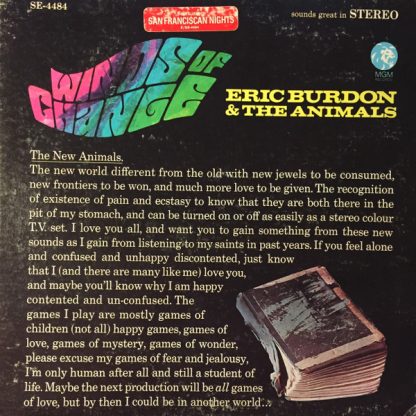 SE-4484
SAN FRANCISCAN NIGHTS
sounds great in STEREO
WINDS OF
CHANGE
MGM
RECORDS
ERIC BURDON
& THE ANIMALS
The New Animals.
The new world different from the old with new jewels to be consumed,
new frontiers to be won, and much more love to be given. The recognition
of existence of pain and ecstasy to know that they are both there in the
pit of my stomach, and can be turned on or off as easily as a stereo colour
T.V. set. I love you all, and want you to gain something from these new
sounds as I gain from listening to my saints in past years. If you feel alone
and confused and unhappy discontented, just know
that I (and there are many like me) love you,
and maybe you'll know why I am happy
contented and un-confused. The
games I play are mostly games of
children (not all) happy games, games of
love, games of mystery, games of wonder,
please excuse my games of fear and jealousy,
I'm only human after all and still a student of
life. Maybe the next production will be all games
of love, but by then I could be in another world...